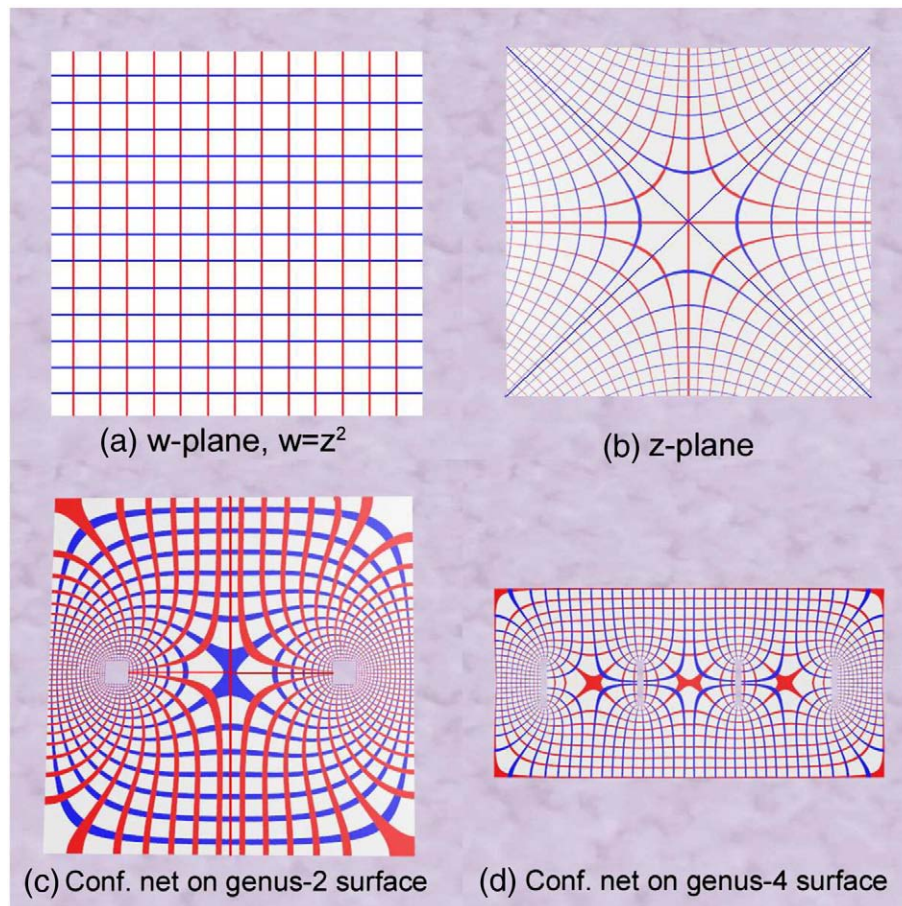 (a) w-plane, w=z²
(b) z-plane
(c) Conf. net on genus-2 surface
(d) Conf. net on genus-4 surface